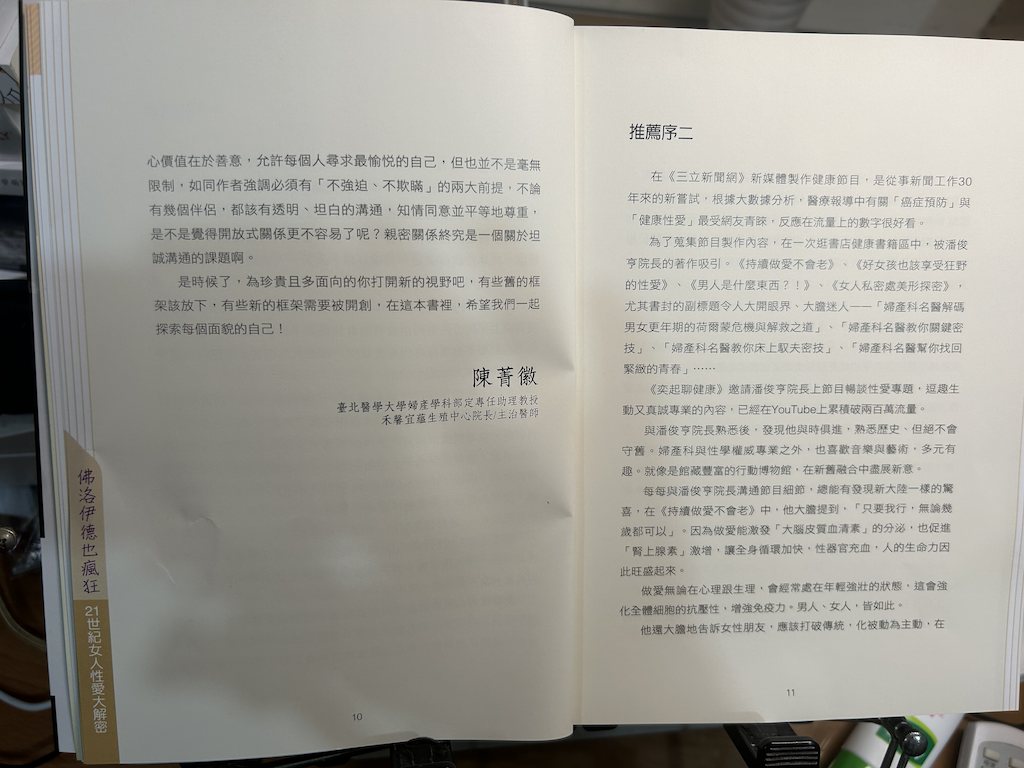 心價值在於善意，允許每個人尋求最愉悅的自己，但也並不是毫無
限制，如同作者強調必須有「不強迫、不欺瞞」的兩大前提，不論
有幾個伴侶，都該有透明、坦白的溝通，知情同意並平等地尊重，
是不是覺得開放式關係更不容易了呢？親密關係終究是一個關於坦
誠溝通的課題啊。
是時候了，為珍貴且多面向的你打開新的視野吧，有些舊的框
架該放下，有些新的框架需要被開創，在這本書裡，希望我們一起
探索每個面貌的自己！
陳菁徽
臺北醫學大學婦產學科部定專任助理教授
禾馨宜蘊生殖中心院長/主治醫師
佛洛伊德也瘋狂
21世紀女人性愛大解密
10
推薦序二
在《三立新聞網》新媒體製作健康節目，是從事新聞工作30
年來的新嘗試，根據大數據分析，醫療報導中有關「癌症預防」與
「健康性愛」最受網友青睞，反應在流量上的數字很好看。
為了蒐集節目製作內容，在一次逛書店健康書籍區中，被潘俊
亨院長的著作吸引。《持續做愛不會老》、《好女孩也該享受狂野
的性愛》、《男人是什麼東西？！》、《女人私密處美形探密》，
尤其書封的副標題令人大開眼界、大膽迷人——「婦產科名醫解碼
男女更年期的荷爾蒙危機與解救之道」、「婦產科名醫教你關鍵密
技」、「婦產科名醫教你床上馭夫密技」、「婦產科名醫幫你找回
緊緻的青春」……
《奕起聊健康》邀請潘俊亨院長上節目暢談性愛專題，逗趣生
動又真誠專業的內容，已經在YouTube上累積破兩百萬流量。
與潘俊亨院長熟悉後，發現他與時俱進，熟悉歷史、但絕不會
守舊。婦產科與性學權威專業之外，也喜歡音樂與藝術，多元有
趣。就像是館藏豐富的行動博物館，在新舊融合中盡展新意。
每每與潘俊亨院長溝通節目細節，總能有發現新大陸一樣的驚
喜，在《持續做愛不會老》中，他大膽提到，「只要我行，無論幾
歲都可以」。因為做愛能激發「大腦皮質血清素」的分泌，也促進
「腎上腺素」激增，讓全身循環加快，性器官充血，人的生命力因
此旺盛起來。
做愛無論在心理跟生理，會經常處在年輕強壯的狀態，這會強
化全體細胞的抗壓性，增強免疫力。男人、女人，皆如此。
他還大膽地告訴女性朋友，應該打破傳統，化被動為主動，在
11